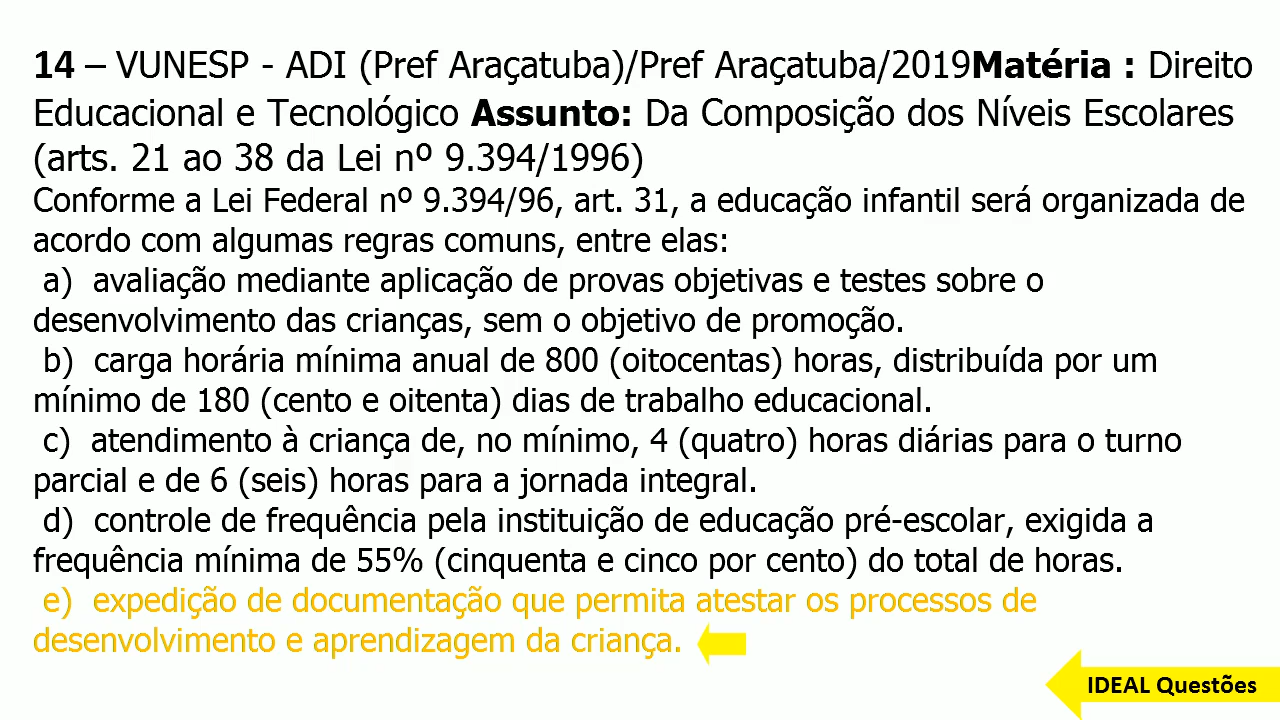 14 – VUNESP - ADI (Pref Araçatuba)/Pref Araçatuba/2019Matéria : Direito
Educacional e Tecnológico Assunto: Da Composição dos Níveis Escolares
(arts. 21 ao 38 da Lei nº 9.394/1996)
Conforme a Lei Federal nº 9.394/96, art. 31, a educação infantil será organizada de
acordo com algumas regras comuns, entre elas:
a) avaliação mediante aplicação de provas objetivas e testes sobre o
desenvolvimento das crianças, sem o objetivo de promoção.
b) carga horária mínima anual de 800 (oitocentas) horas, distribuída por um
mínimo de 180 (cento e oitenta) dias de trabalho educacional.
c) atendimento à criança de, no mínimo, 4 (quatro) horas diárias para o turno
parcial e de 6 (seis) horas para a jornada integral.
d) controle de frequência pela instituição de educação pré-escolar, exigida a
frequência mínima de 55% (cinquenta e cinco por cento) do total de horas.
e) expedição de documentação que permita atestar os processos de
desenvolvimento e aprendizagem da criança.
IDEAL Questões